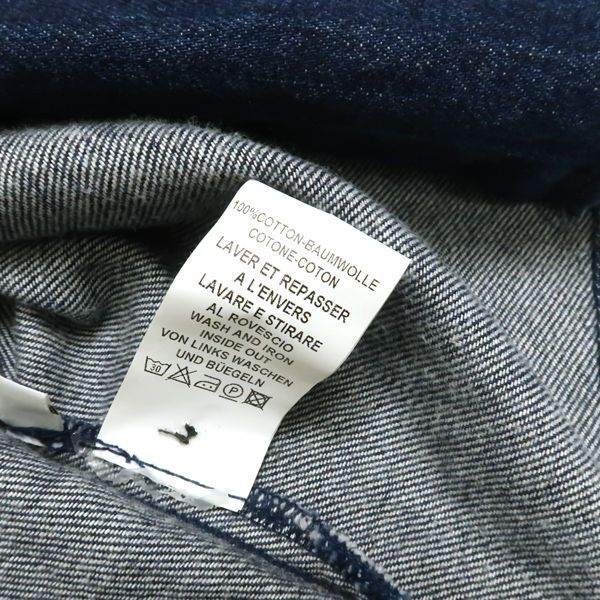 100%COTTON-BAUMWOLLE
COTONE-COTON
LAVER ET REPASSER
A L'ENVERS
LAVARE E STIRARE
AL ROVESCIO
WASH AND IRON
INSIDE OUT
VON LINKS WASCHEN
UND BÜEGELN
30 P